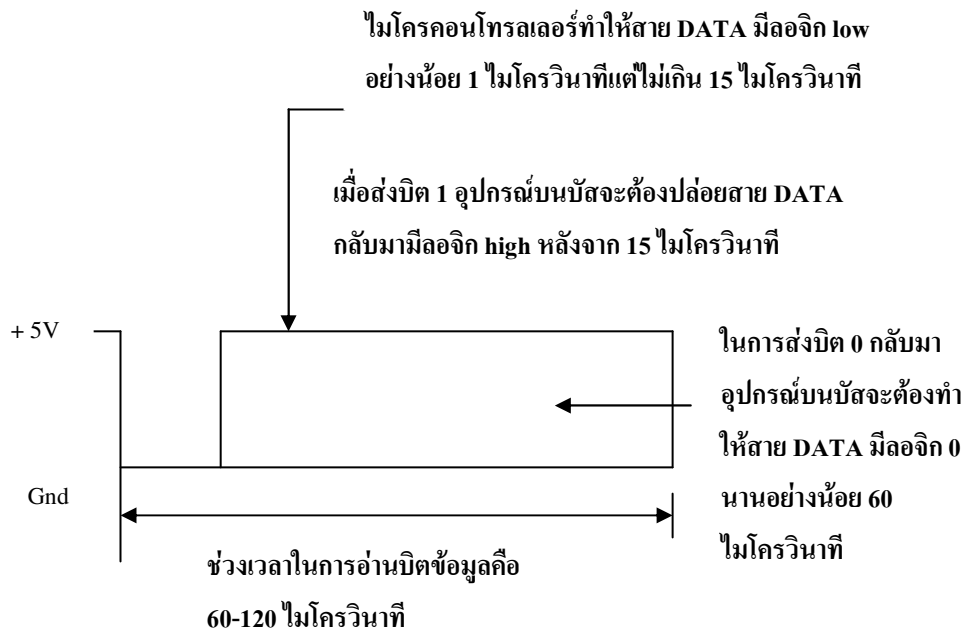 ไมโครคอนโทรลเลอร์ทำให้สาย DATA มีลอจิก low
อย่างน้อย 1 ไมโครวินาทีแต่ไม่เกิน 15 ไมโครวินาที
เมื่อส่งบิต 1 อุปกรณ์บนบัสจะต้องปล่อยสาย DATA
กลับมามีลอจิก high หลังจาก 15 ไมโครวินาที
+ 5V
ในการส่งบิต 0 กลับมา
อุปกรณ์บนบัสจะต้องทำ
ให้สาย DATA มีลอจิก 0
นานอย่างน้อย 60
ไมโครวินาที
Gnd
ช่วงเวลาในการอ่านบิตข้อมูลคือ
60-120 ไมโครวินาที